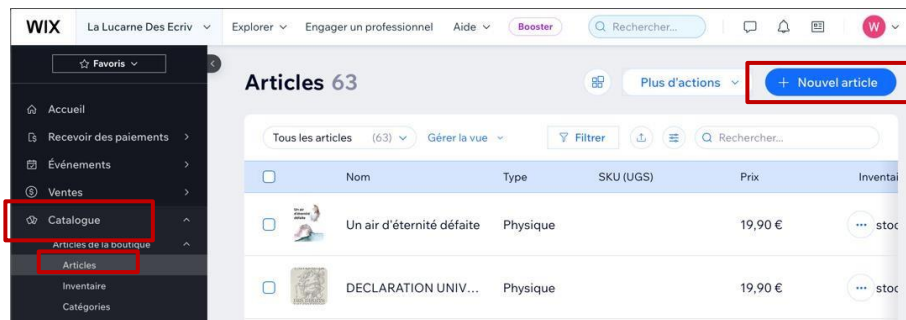 WIX La Lucarne Des Ecriv Explorer Engager un professionnel Aide Booster Rechercher... W
Favoris
Articles 63 Plus d'actions + Nouvel article
Accueil
Recevoir des paiements
Événements
Ventes
Catalogue
Articles de la boutique
Articles
Inventaire
Catégories
Tous les articles (63) Gérer la vue Filtrer Rechercher...
Nom Type SKU (UGS) Prix Inventai
Un air d'éternité défaite Physique 19,90 € stoc
DECLARATION UNIV... Physique 19,90 € stoc